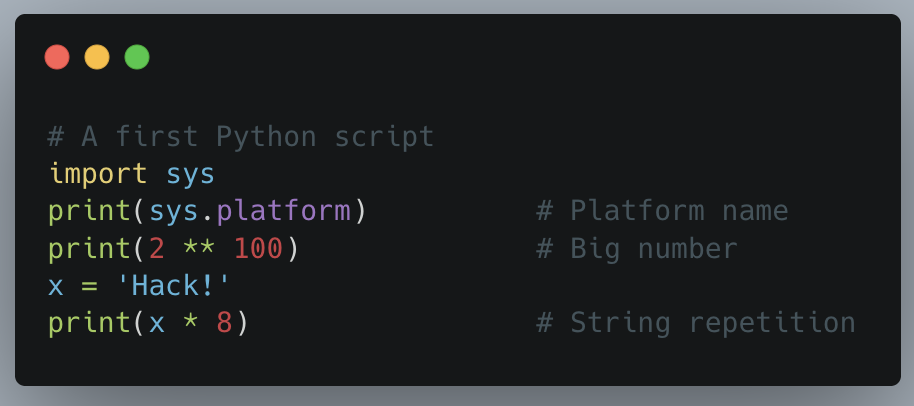 # A first Python script
import sys
print(sys.platform)          # Platform name
print(2 ** 100)              # Big number
x = 'Hack!'
print(x * 8)                 # String repetition